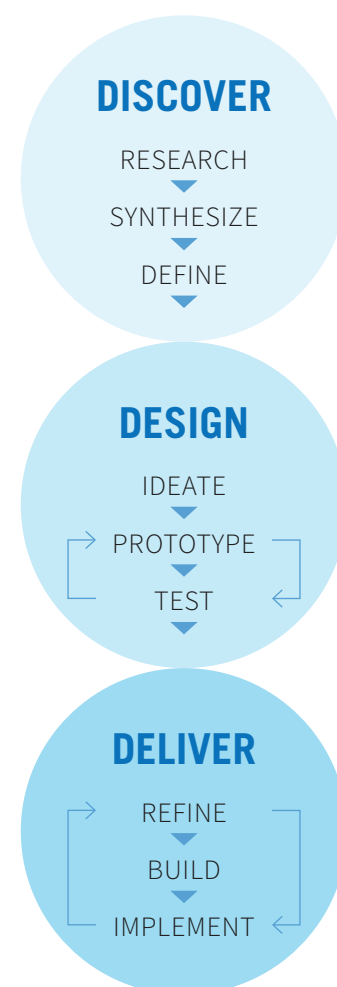 DISCOVER
RESEARCH
SYNTHESIZE
DEFINE
DESIGN
IDEATE
PROTOTYPE
TEST
DELIVER
REFINE
BUILD
IMPLEMENT